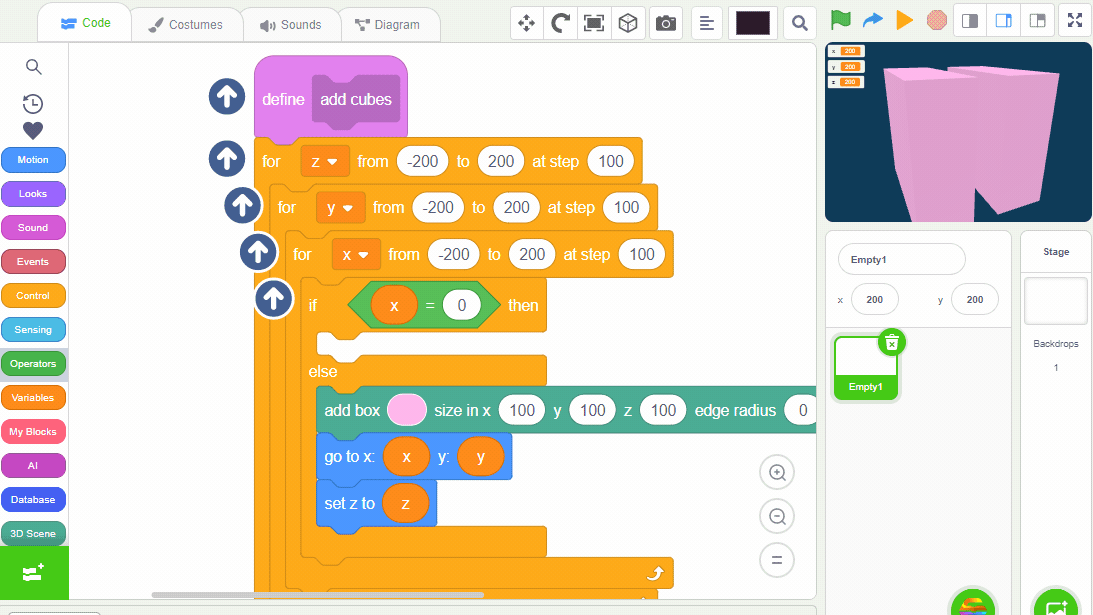 Code
Costumes
Sounds
Diagram
Motion
Looks
Sound
Events
Control
Sensing
Operators
Variables
My Blocks
AI
Database
3D Scene
define add cubes
for z from -200 to 200 at step 100
for y from -200 to 200 at step 100
for x from -200 to 200 at step 100
if x = 0 then
else
add box size in x 100 y 100 z 100 edge radius 0
go to x: x y: y
set z to z
x 200
y 200
z 200
Empty1
x 200 y 200
Empty1
Stage
Backdrops
1